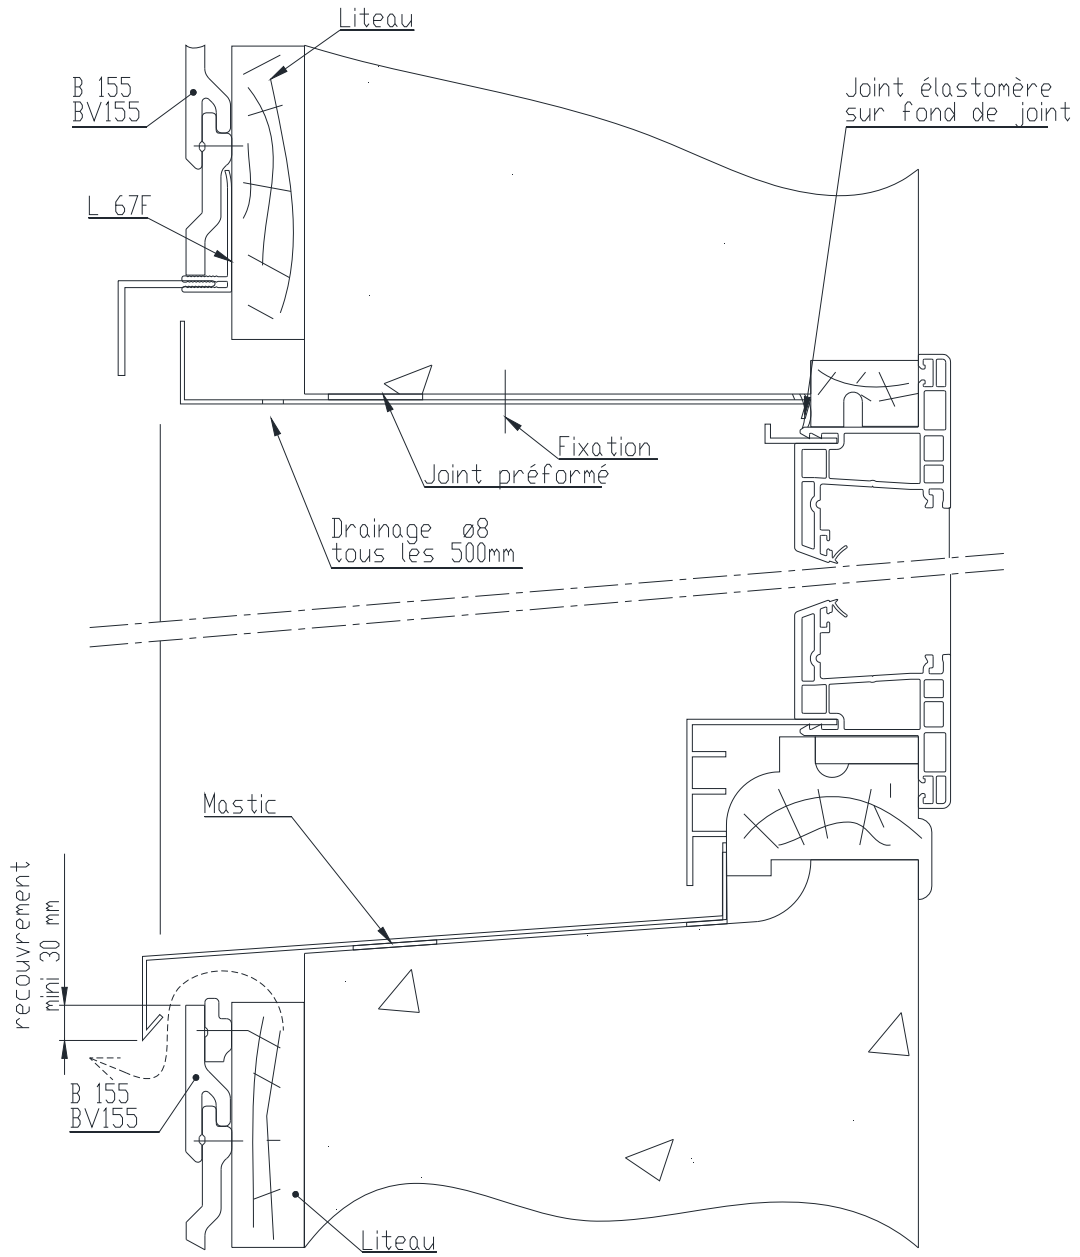 Liteau
B 155
BV155
Joint élastomère
sur fond de joint
L 67F
Fixation
Joint préformé
Drainage ø8
tous les 500mm
Mastic
recouvrement
mini 30 mm
B 155
BV155
Liteau